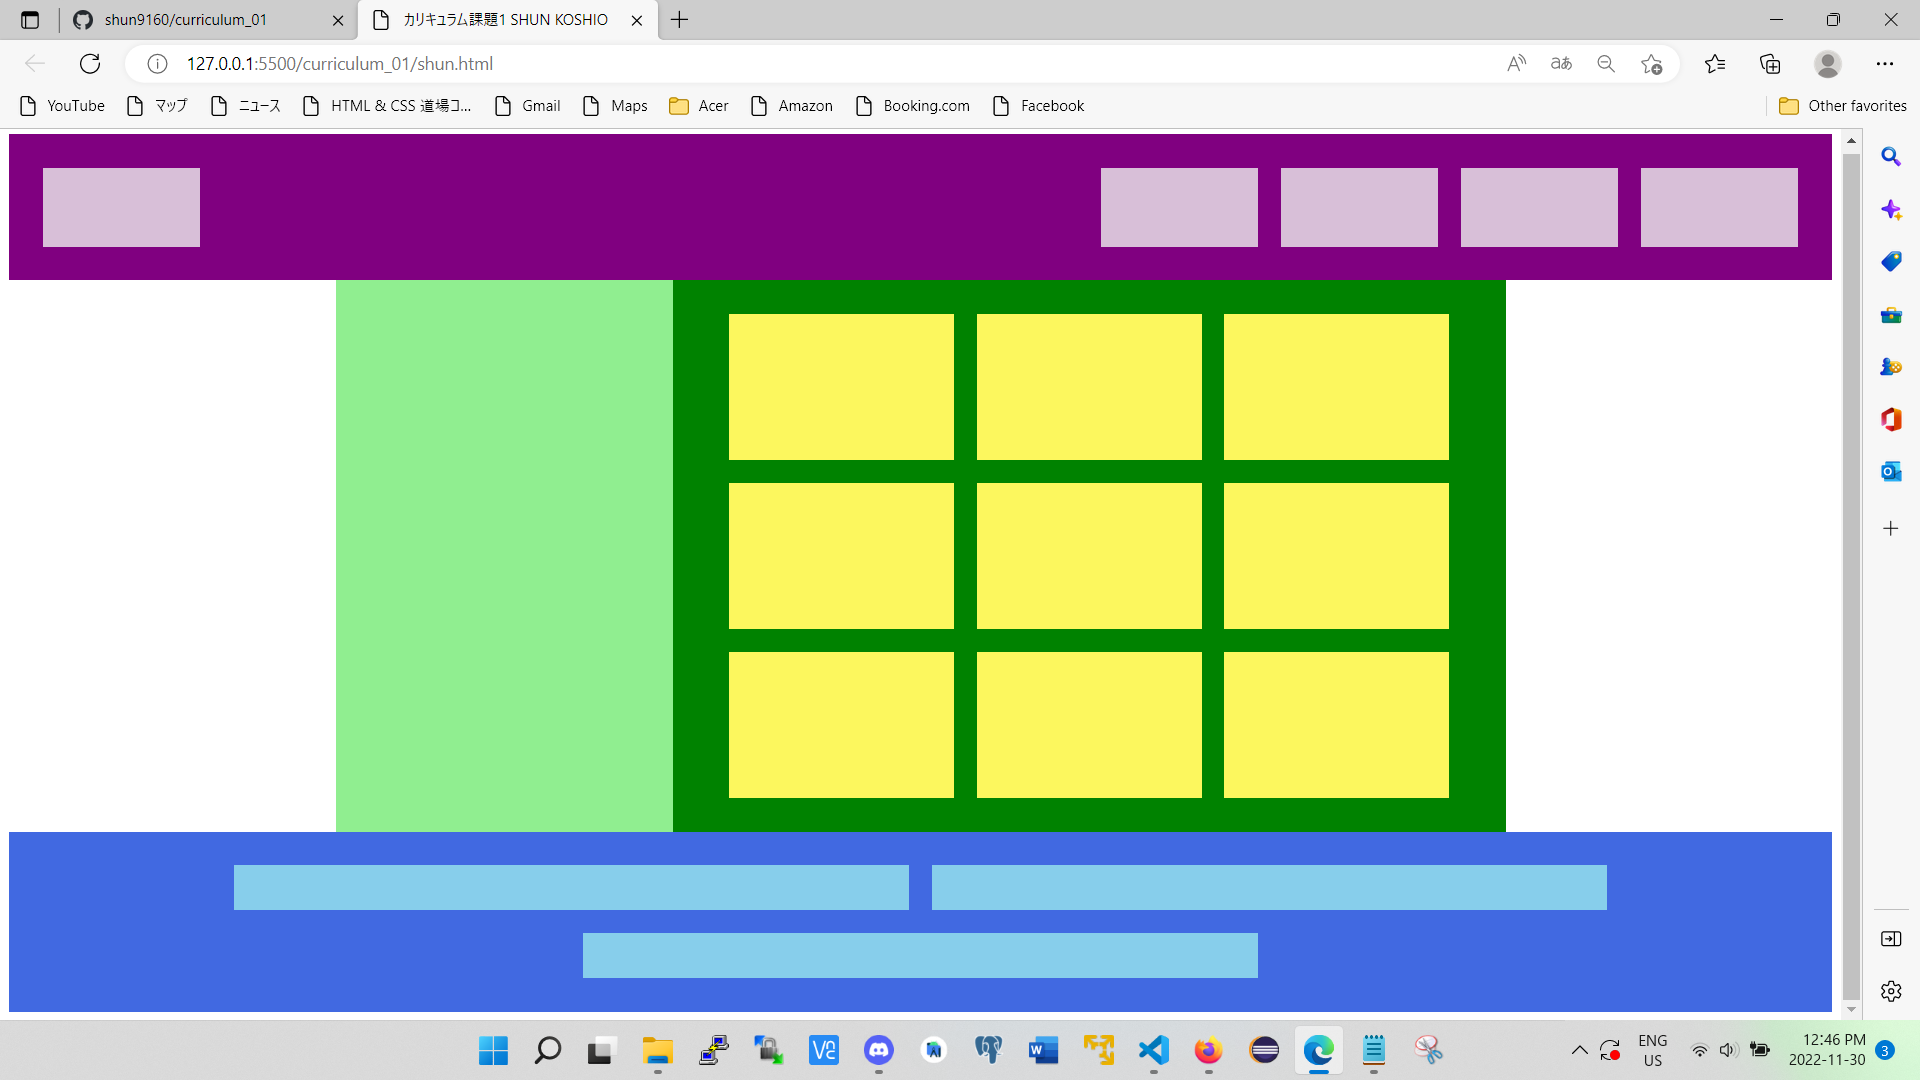 shun9160/curriculum_01
カリキュラム課題1 SHUN KOSHIO
127.0.0.1:5500/curriculum_01/shun.html
A
aあ
YouTube
マップ
ニュース
HTML & CSS 道場コ...
Gmail
Maps
Acer
Amazon
Booking.com
Facebook
Other favorites
ENG
US
12:46 PM
2022-11-30
3